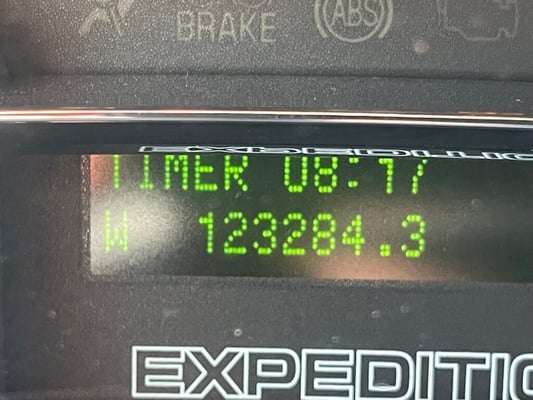 BRAKE
ABS
TIMER 08:17
W 123284.3
EXPEDITIO